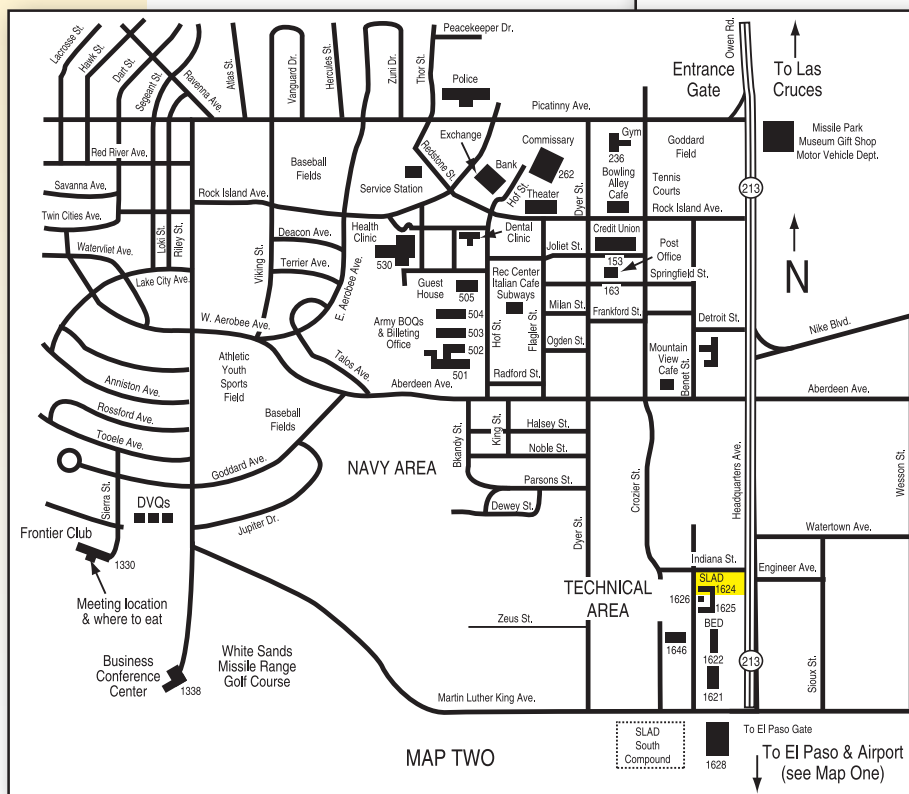 Peacekeeper Dr.
Owen Rd.
Lacrosse St.
Hawk St.
Dart St.
Segeant St.
Ravenna Ave.
Atlas St.
Vanguard Dr.
Hercules St.
Zuni Dr.
Thor St.
Police
Entrance
Gate
To Las
Cruces
Picatinny Ave.
Missile Park
Museum Gift Shop
Motor Vehicle Dept.
Red River Ave.
Baseball
Fields
Redstone St.
Exchange
Bank
Commissary
262
Gym
236
Bowling
Alley
Cafe
Goddard
Field
Tennis
Courts
Rock Island Ave.
213
Savanna Ave.
Rock Island Ave.
Service Station
Hof St.
Theater
Dyer St.
Twin Cities Ave.
Watervliet Ave.
Loki St.
Riley St.
Viking St.
Deacon Ave.
Terrier Ave.
E. Aerobee Ave.
Health
Clinic
530
Dental
Clinic
Joliet St.
Credit Union
153
Post
Office
163
Springfield St.
N
Lake City Ave.
W. Aerobee Ave.
Guest
House
505
504
503
502
501
Army BOQs
& Billeting
Office
Rec Center
Italian Cafe
Subways
Hof St.
Flagler St.
Milan St.
Ogden St.
Radford St.
Frankford St.
Detroit St.
Nike Blvd.
Mountain
View
Cafe
Benet St.
Athletic
Youth
Sports
Field
Talos Ave.
Aberdeen Ave.
Aberdeen Ave.
Anniston Ave.
Rossford Ave.
Tooele Ave.
Baseball
Fields
Goddard Ave.
NAVY AREA
Bkandy St.
King St.
Halsey St.
Noble St.
Parsons St.
Dewey St.
Dyer St.
Crozier St.
Headquarters Ave.
Wesson St.
Sierra St.
DVQs
Jupiter Dr.
Frontier Club
1330
Meeting location
& where to eat
Watertown Ave.
Indiana St.
Engineer Ave.
SLAD
1624
1626
1625
TECHNICAL
AREA
BED
1622
1646
1621
213
Sioux St.
Zeus St.
Business
Conference
Center
1338
White Sands
Missile Range
Golf Course
Martin Luther King Ave.
MAP TWO
SLAD
South
Compound
1628
To El Paso Gate
To El Paso & Airport
(see Map One)